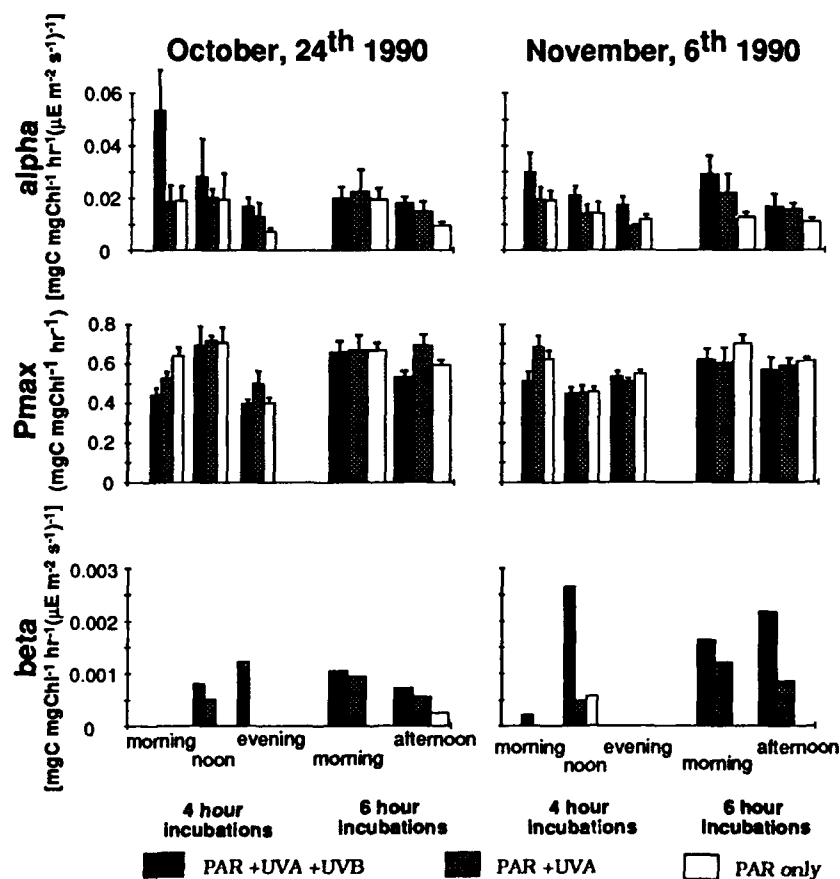 October, 24th 1990
November, 6th 1990
alpha
[mgC mgChl-1 hr-1(µE m-2 s-1)-1]
0.06
0.04
0.02
0
Pmax
(mgC mgChl-1 hr-1)
0.8
0.6
0.4
0.2
0
beta
[mgC mgChl-1 hr-1(µE m-2 s-1)-1]
0.003
0.002
0.001
0
morning
noon
evening
morning
afternoon
morning
noon
evening
morning
afternoon
4 hour incubations
6 hour incubations
4 hour incubations
6 hour incubations
PAR +UVA +UVB
PAR +UVA
PAR only